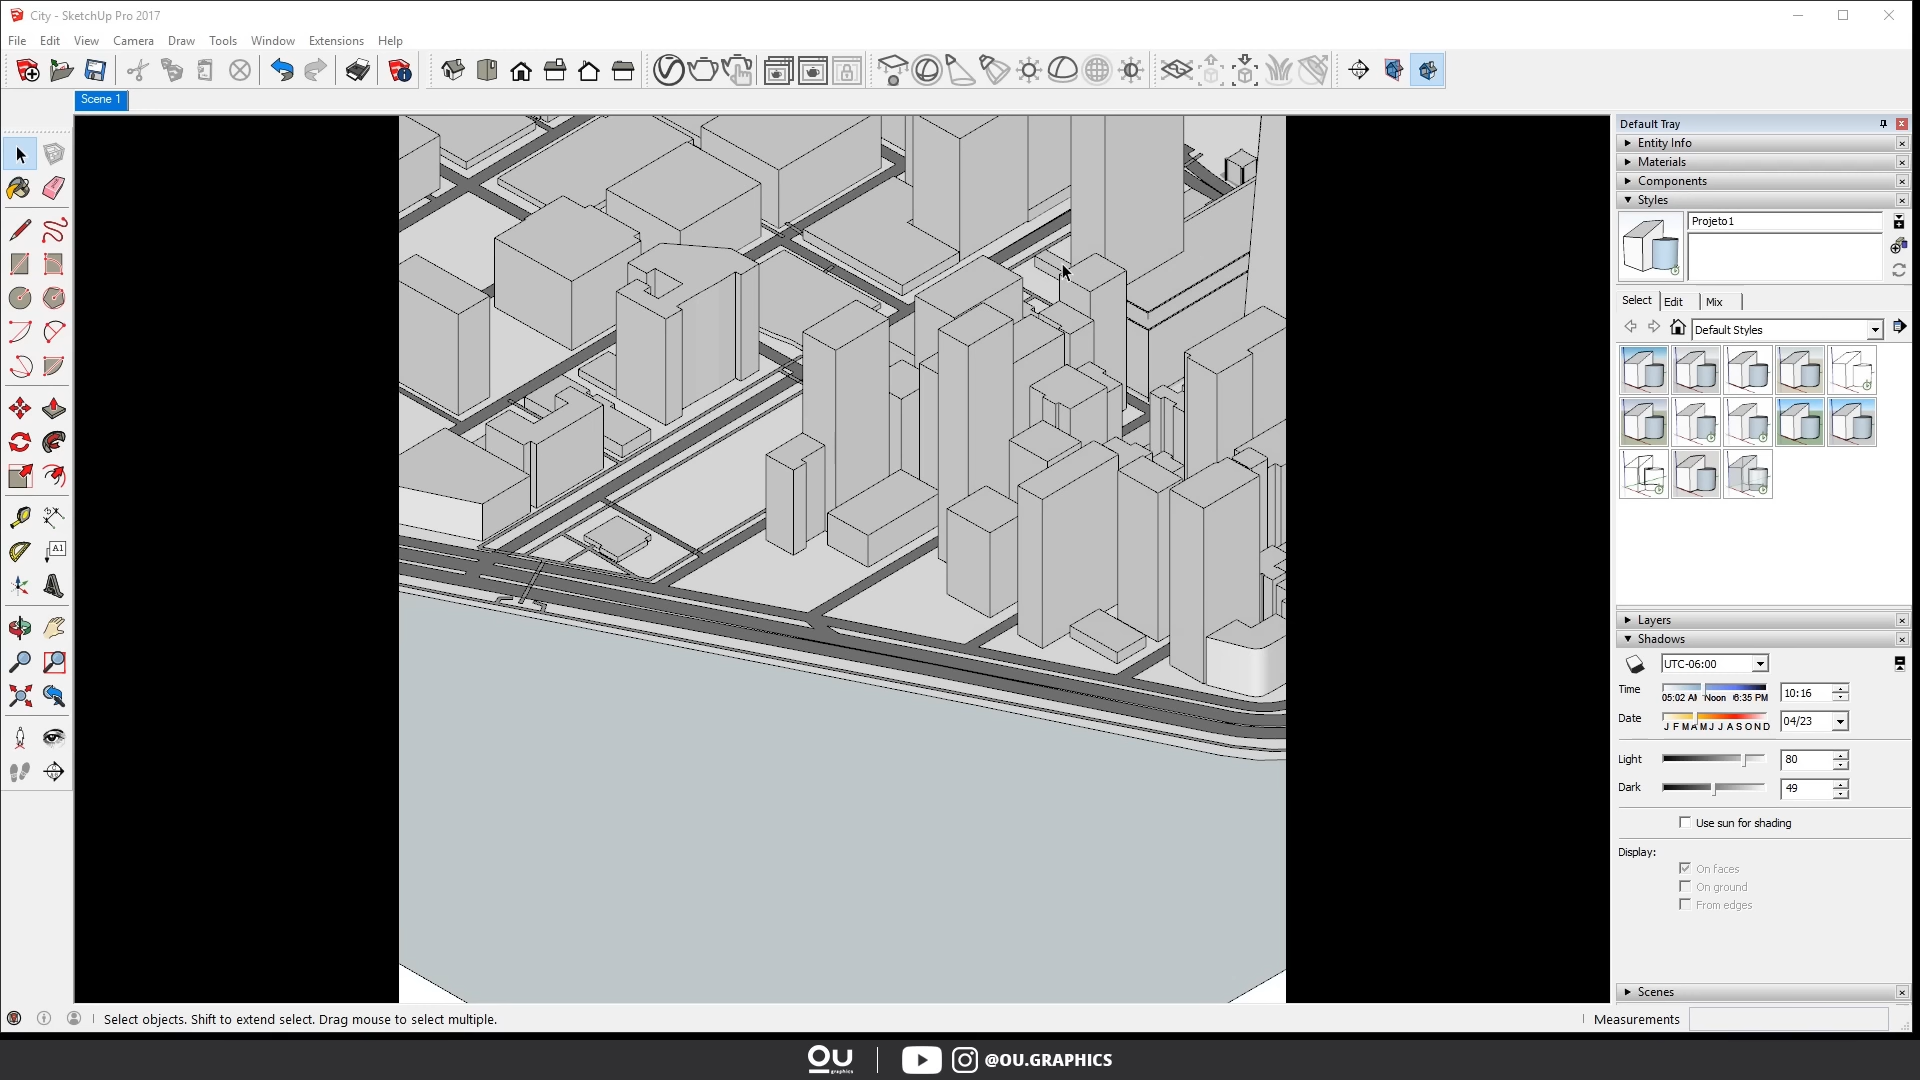 City - SketchUp Pro 2017
File Edit View Camera Draw Tools Window Extensions Help
Scene 1
A1
Default Tray
Entity Info
Materials
Components
Styles
Projeto1
Select Edit Mix
Default Styles
Layers
Shadows
UTC-06:00
Time 10:16
Noon 6:35 PM
Date 04/23
J F M A M J J A S O N D
Light 80
Dark 49
Use sun for shading
Display:
On faces
On ground
From edges
Scenes
Select objects. Shift to extend select. Drag mouse to select multiple.
Measurements
OU graphics @OU.GRAPHICS